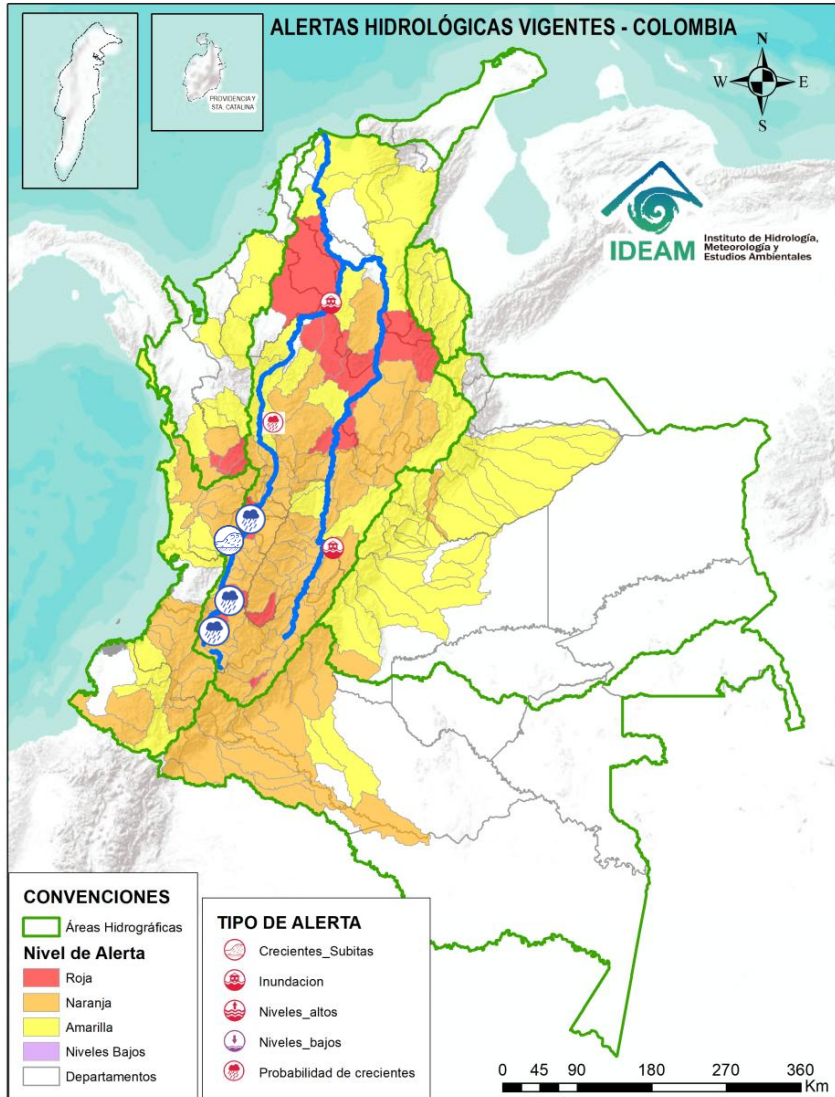 ALERTAS HIDROLÓGICAS VIGENTES - COLOMBIA
PROVIDENCIA Y
STA. CATALINA
N
W
E
S
IDEAM
Instituto de Hidrología,
Meteorología y
Estudios Ambientales
CONVENCIONES
Áreas Hidrográficas
Nivel de Alerta
Roja
Naranja
Amarilla
Niveles Bajos
Departamentos
TIPO DE ALERTA
Crecientes_Subitas
Inundacion
Niveles_altos
Niveles_bajos
Probabilidad de crecientes
0 45 90 180 270 360
Km